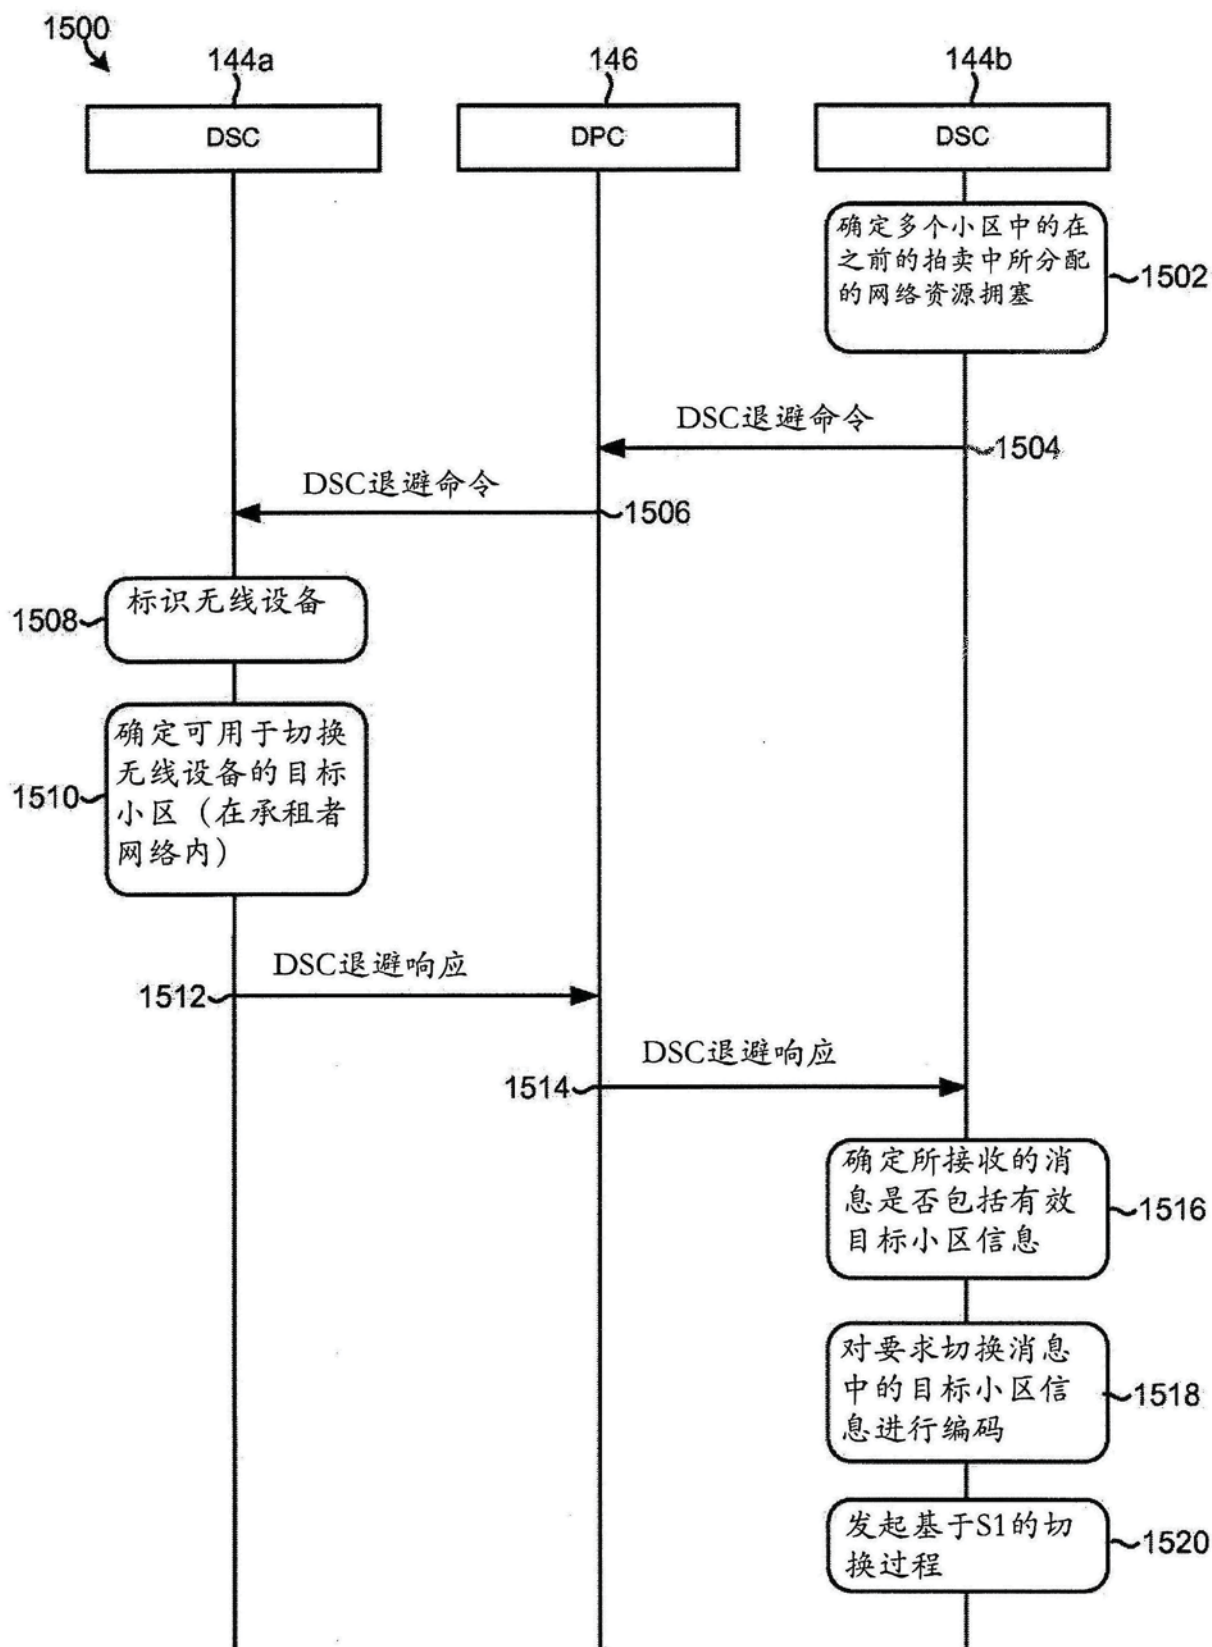 1500
144a
146
144b
DSC
DPC
DSC
确定多个小区中的在
之前的拍卖中所分配
的网络资源拥塞
1502
DSC退避命令
1504
DSC退避命令
1506
标识无线设备
1508
确定可用于切换
无线设备的目标
小区（在承租者
网络内）
1510
DSC退避响应
1512
DSC退避响应
1514
确定所接收的消
息是否包括有效
目标小区信息
1516
对要求切换消息
中的目标小区信
息进行编码
1518
发起基于S1的切
换过程
1520